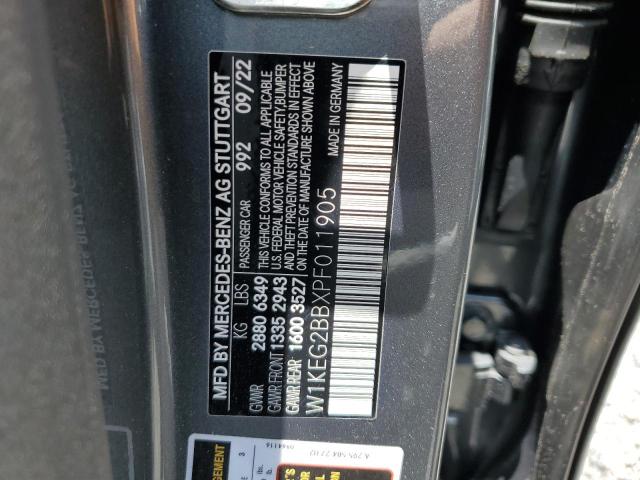 MFD BY MERCEDES-BENZ AG STUTTGART
KG LBS PASSENGER CAR 992 09/22
GVWR 2880 6349 THIS VEHICLE CONFORMS TO ALL APPLICABLE
GAWR FRONT 1335 2943 U.S. FEDERAL MOTOR VEHICLE SAFETY, BUMPER
GAWR REAR 1600 3527 AND THEFT PREVENTION STANDARDS IN EFFECT
ON THE DATE OF MANUFACTURE SHOWN ABOVE
W1KEG2BBXPF011905 MADE IN GERMANY